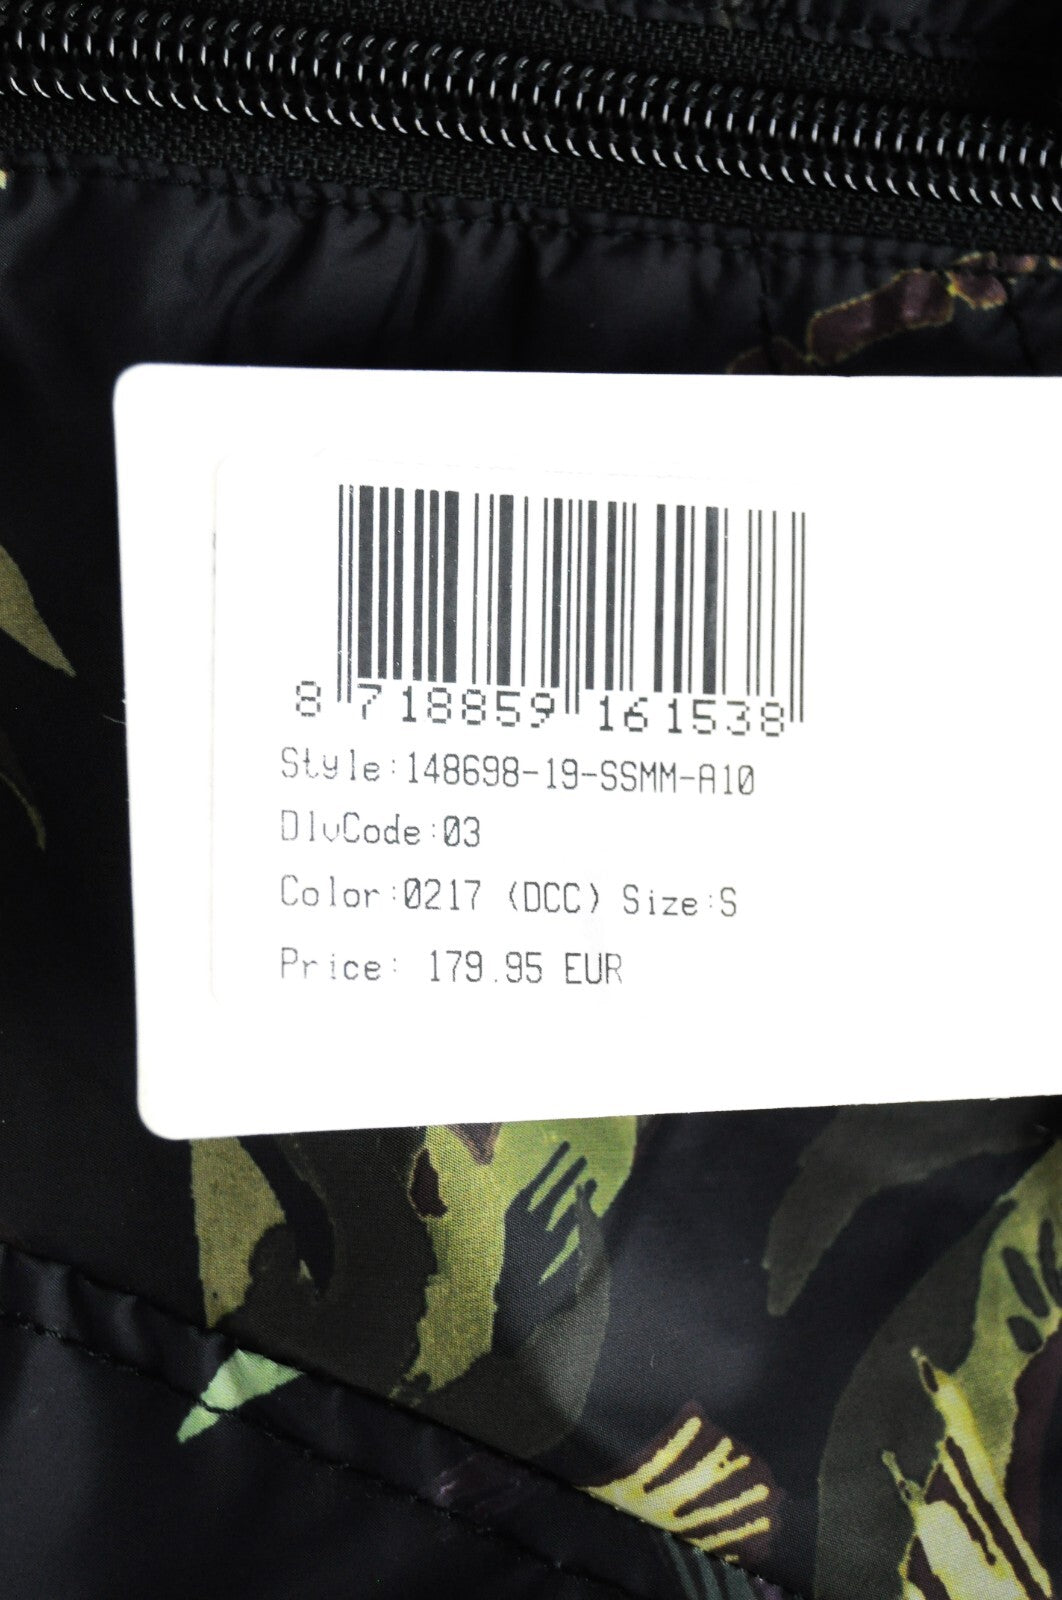 8 718859 161538
Style:148698-19-SSMM-A10
DlvCode:03
Color:0217 (DCC) Size:S
Price: 179.95 EUR